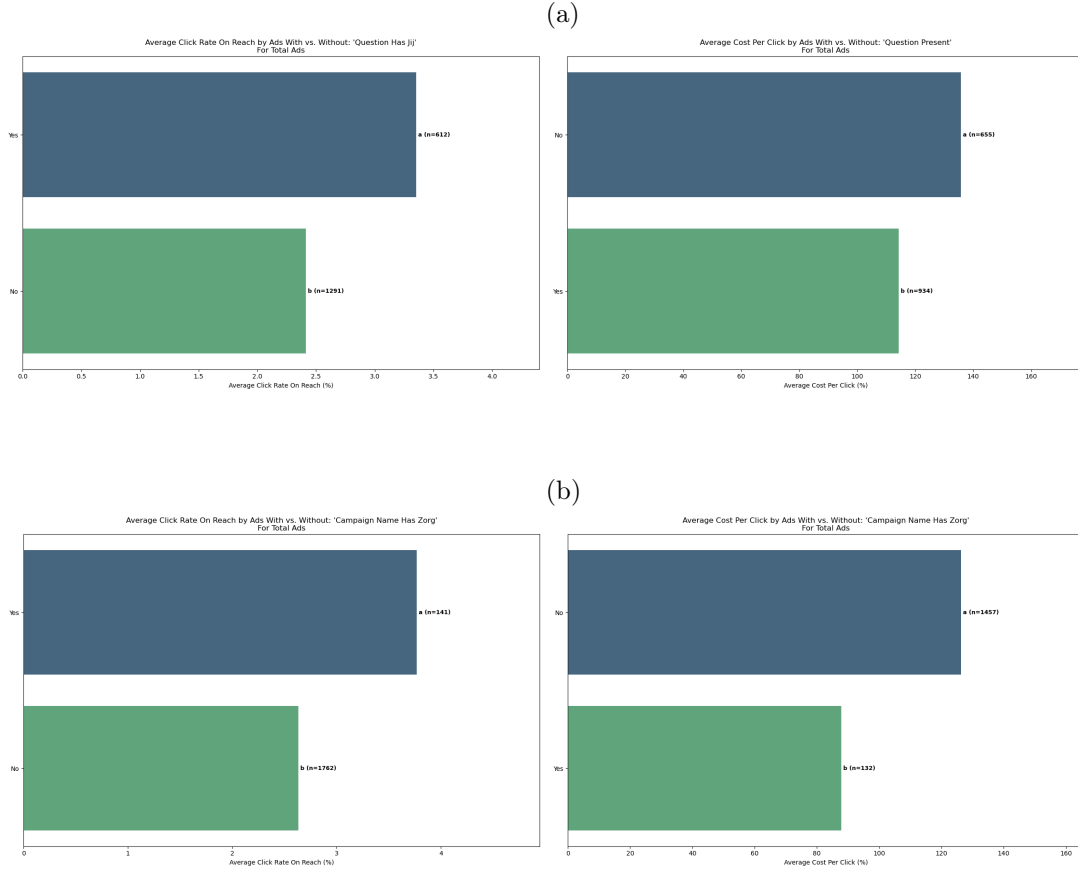 (a)
Average Click Rate On Reach by Ads With vs. Without: 'Question Has Jij'
For Total Ads
Yes
a (n=612)
No
b (n=1291)
0.0 0.5 1.0 1.5 2.0 2.5 3.0 3.5 4.0
Average Click Rate On Reach (%)
Average Cost Per Click by Ads With vs. Without: 'Question Present'
For Total Ads
No
a (n=655)
Yes
b (n=934)
0 20 40 60 80 100 120 140 160
Average Cost Per Click (%)
(b)
Average Click Rate On Reach by Ads With vs. Without: 'Campaign Name Has Zorg'
For Total Ads
Yes
a (n=141)
No
b (n=1762)
0 1 2 3 4
Average Click Rate On Reach (%)
Average Cost Per Click by Ads With vs. Without: 'Campaign Name Has Zorg'
For Total Ads
No
a (n=1457)
Yes
b (n=132)
0 20 40 60 80 100 120 140 160
Average Cost Per Click (%)